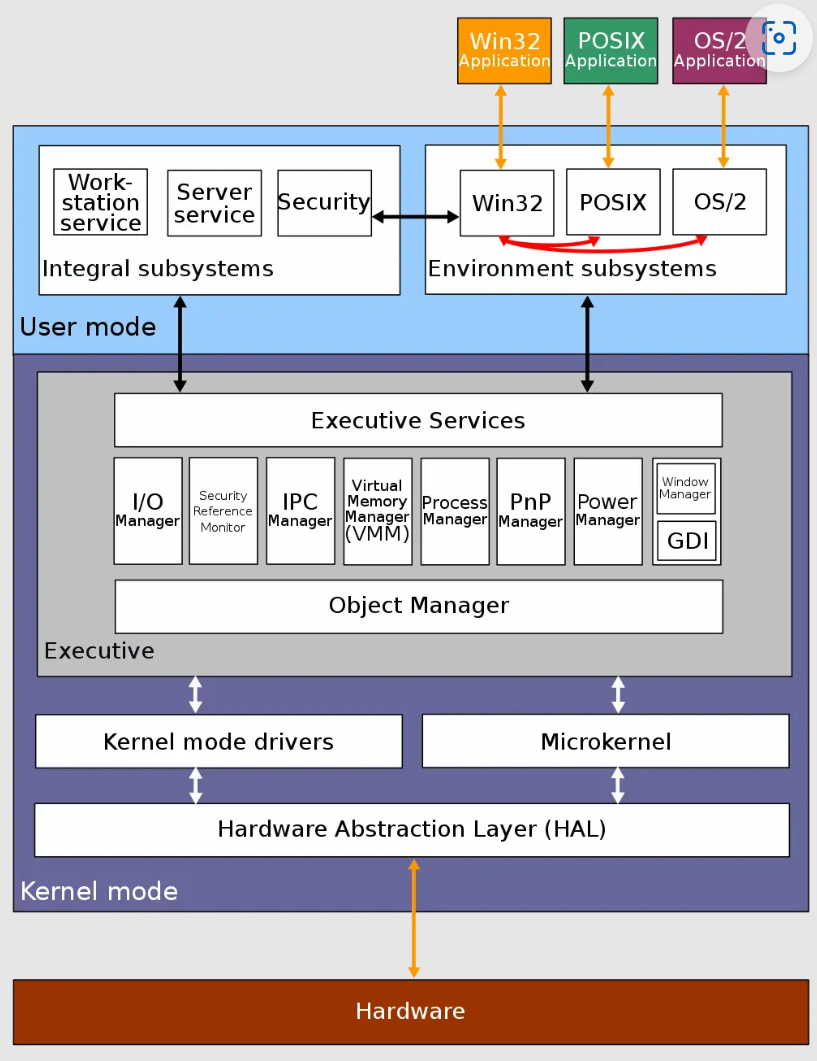 Win32
Application
POSIX
Application
OS/2
Application
Work-
station
service
Server
service
Security
Integral subsystems
Win32
POSIX
OS/2
Environment subsystems
User mode
Executive Services
I/O
Manager
Security
Reference
Monitor
IPC
Manager
Virtual
Memory
Manager
(VMM)
Process
Manager
PnP
Manager
Power
Manager
Window
Manager
GDI
Object Manager
Executive
Kernel mode drivers
Microkernel
Hardware Abstraction Layer (HAL)
Kernel mode
Hardware